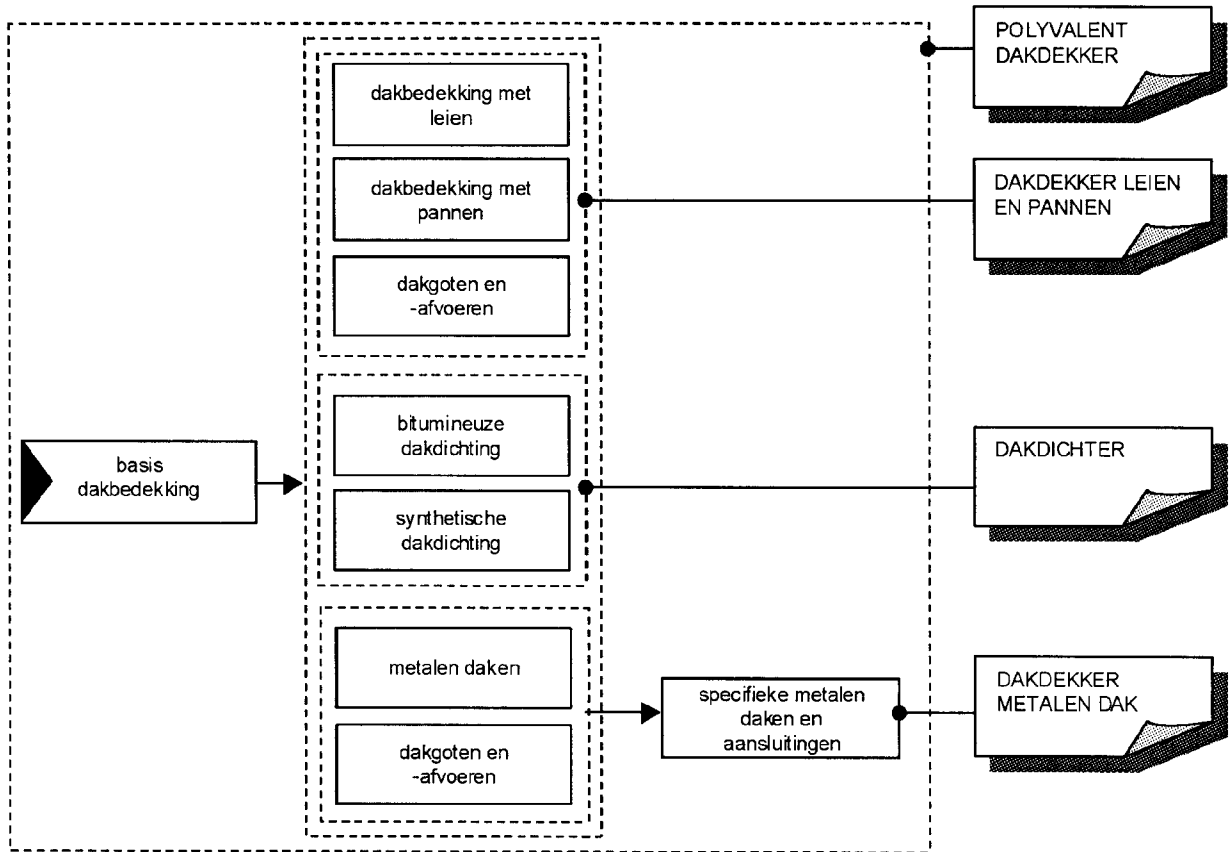 POLYVALENT
DAKDEKKER
dakbedekking met
leien
dakbedekking met
pannen
DAKDEKKER LEIEN
EN PANNEN
dakgoten en
-afvoeren
bitumineuze
dakdichting
DAKDICHTER
basis
dakbedekking
synthetische
dakdichting
metalen daken
specifieke metalen
daken en
aansluitingen
DAKDEKKER
METALEN DAK
dakgoten en
-afvoeren